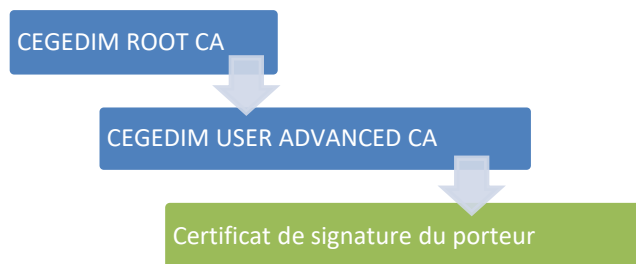 CEGEDIM ROOT CA
CEGEDIM USER ADVANCED CA
Certificat de signature du porteur